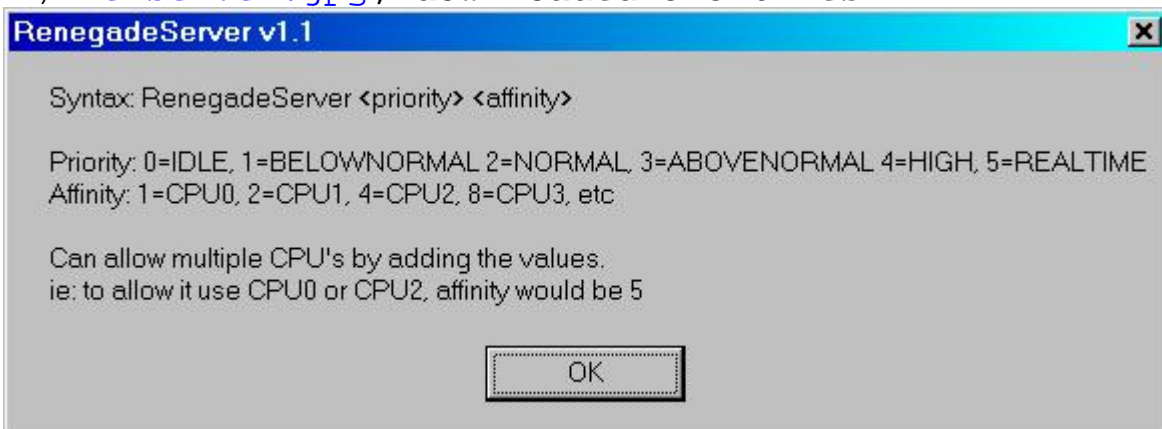 RenegadeServer v1.1
Syntax: RenegadeServer <priority> <affinity>
Priority: 0=IDLE, 1=BELOWNORMAL 2=NORMAL, 3=ABOVENORMAL 4=HIGH, 5=REALTIME
Affinity: 1=CPU0, 2=CPU1, 4=CPU2, 8=CPU3, etc
Can allow multiple CPU's by adding the values.
ie: to allow it use CPU0 or CPU2, affinity would be 5
OK